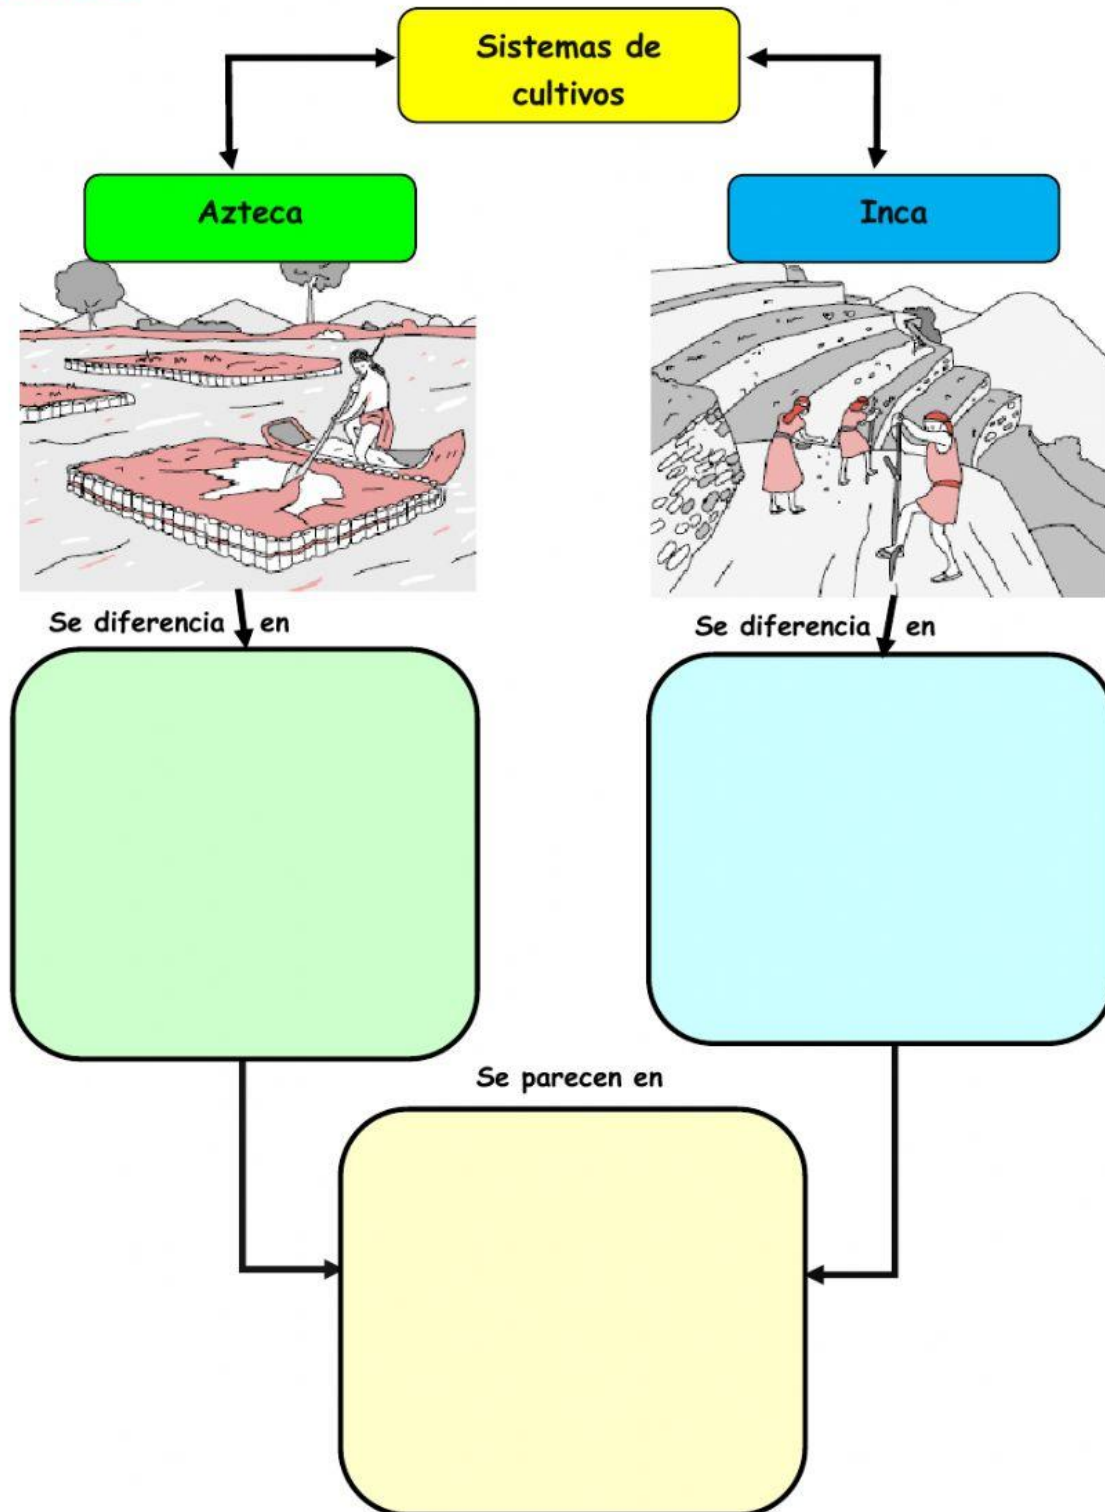 Sistemas de
cultivos
Azteca
Inca
Se diferencia en
Se diferencia en
Se parecen en